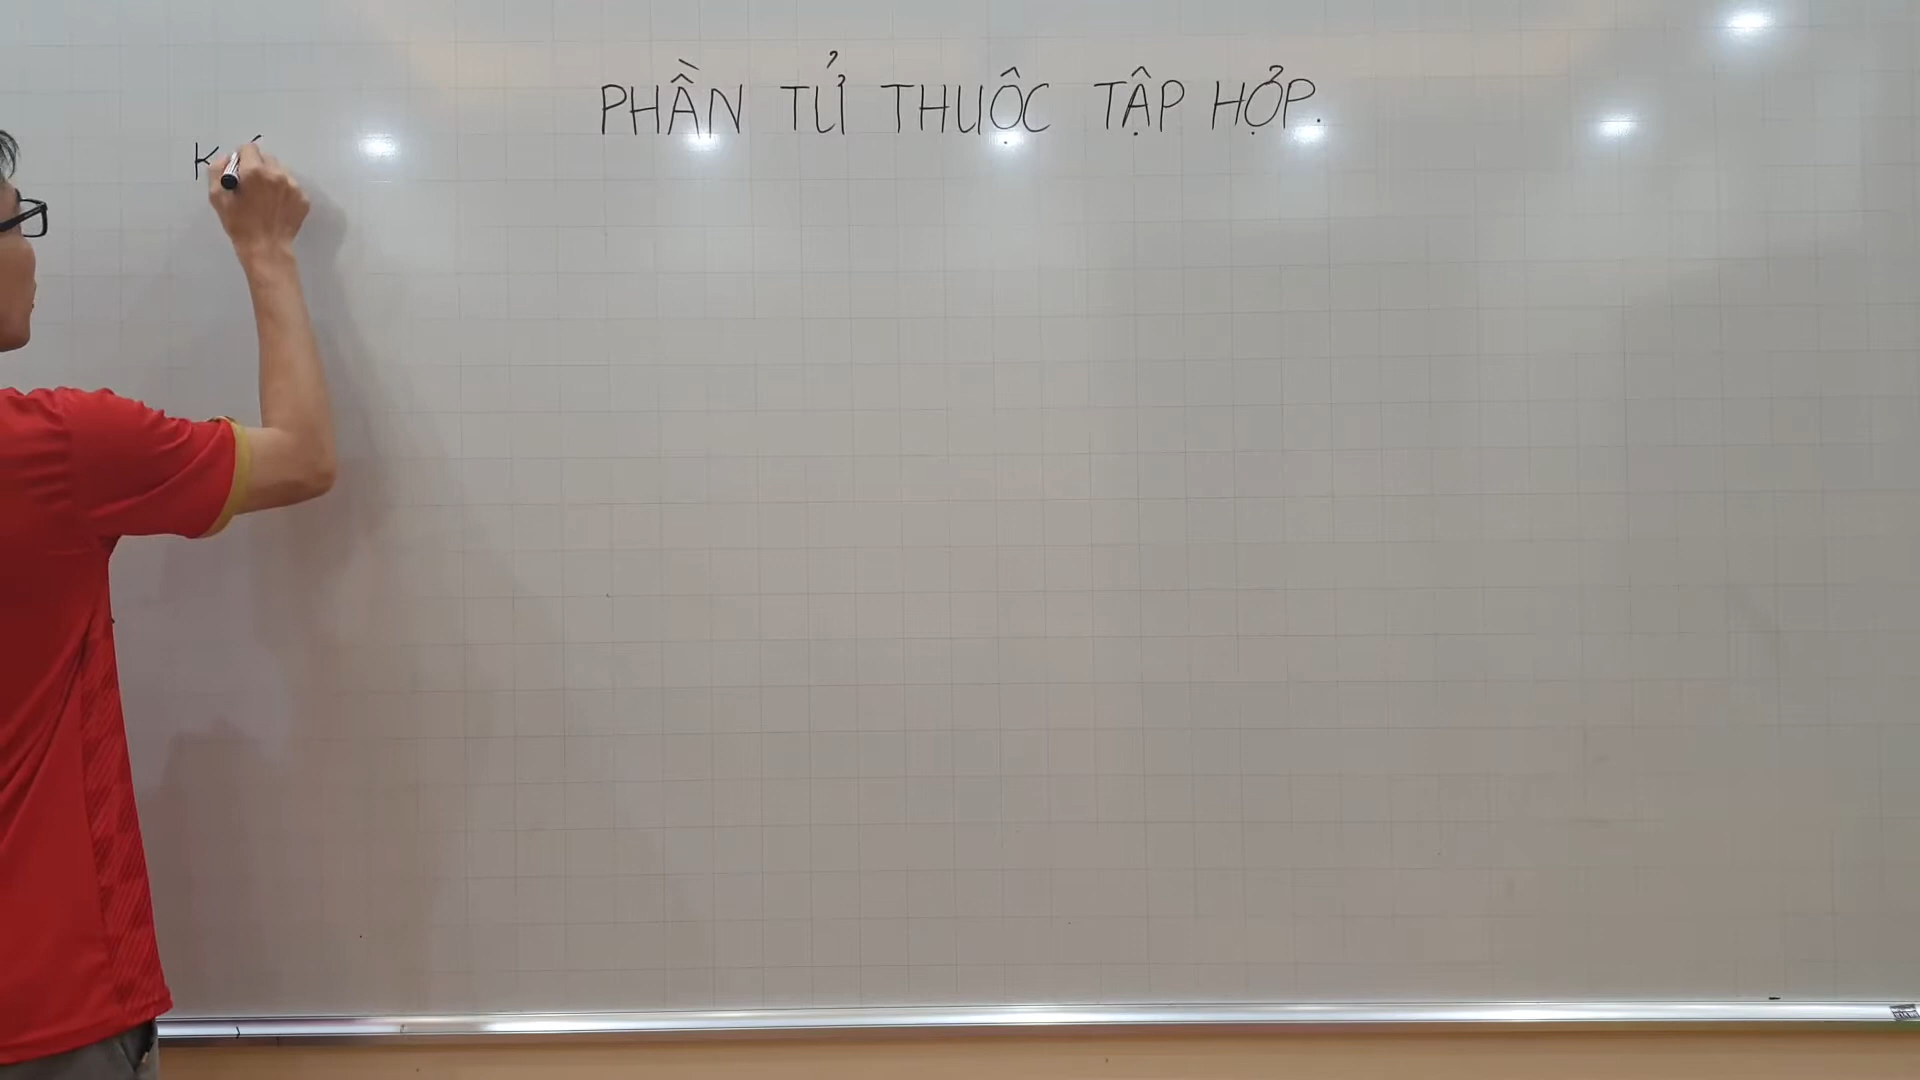 PHẦN TỬ THUỘC TẬP HỢP.
K